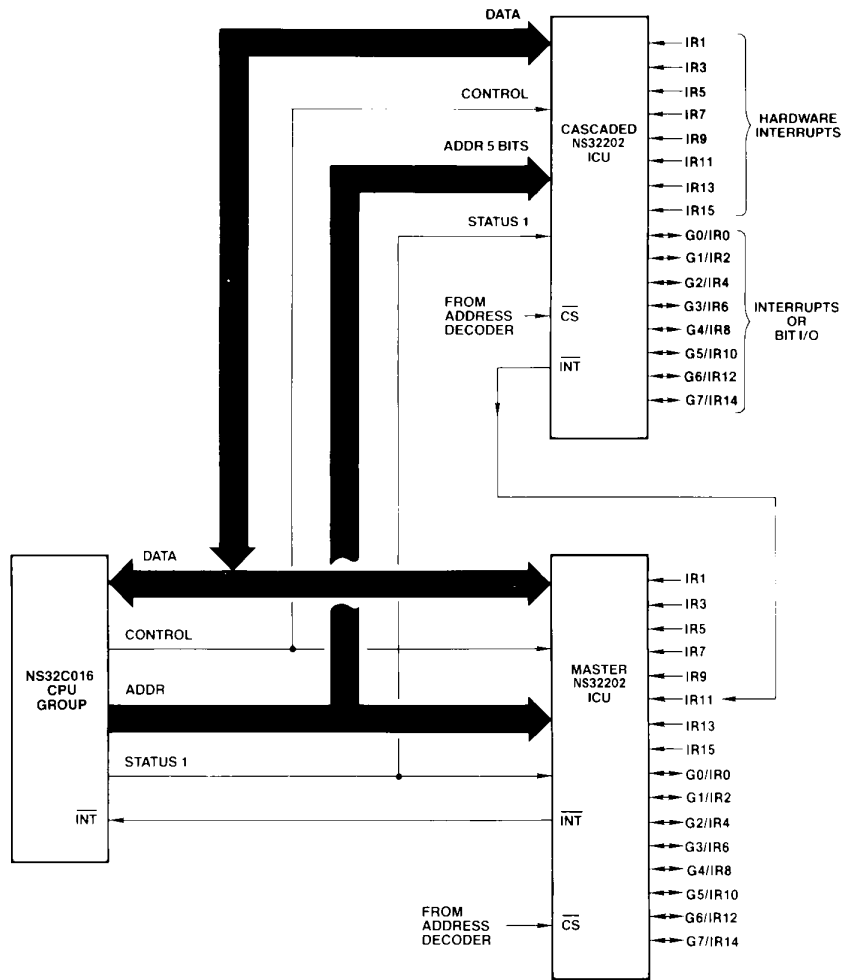 DATA
CONTROL
ADDR 5 BITS
STATUS 1
FROM
ADDRESS
DECODER
CS
INT
CASCADED
NS32202
ICU
IR1
IR3
IR5
IR7
IR9
IR11
IR13
IR15
G0/IR0
G1/IR2
G2/IR4
G3/IR6
G4/IR8
G5/IR10
G6/IR12
G7/IR14
HARDWARE
INTERRUPTS
INTERRUPTS
OR
BIT I/O
NS32C016
CPU
GROUP
INT
DATA
CONTROL
ADDR
STATUS 1
MASTER
NS32202
ICU
INT
FROM
ADDRESS
DECODER
CS
IR1
IR3
IR5
IR7
IR9
IR11
IR13
IR15
G0/IR0
G1/IR2
G2/IR4
G3/IR6
G4/IR8
G5/IR10
G6/IR12
G7/IR14